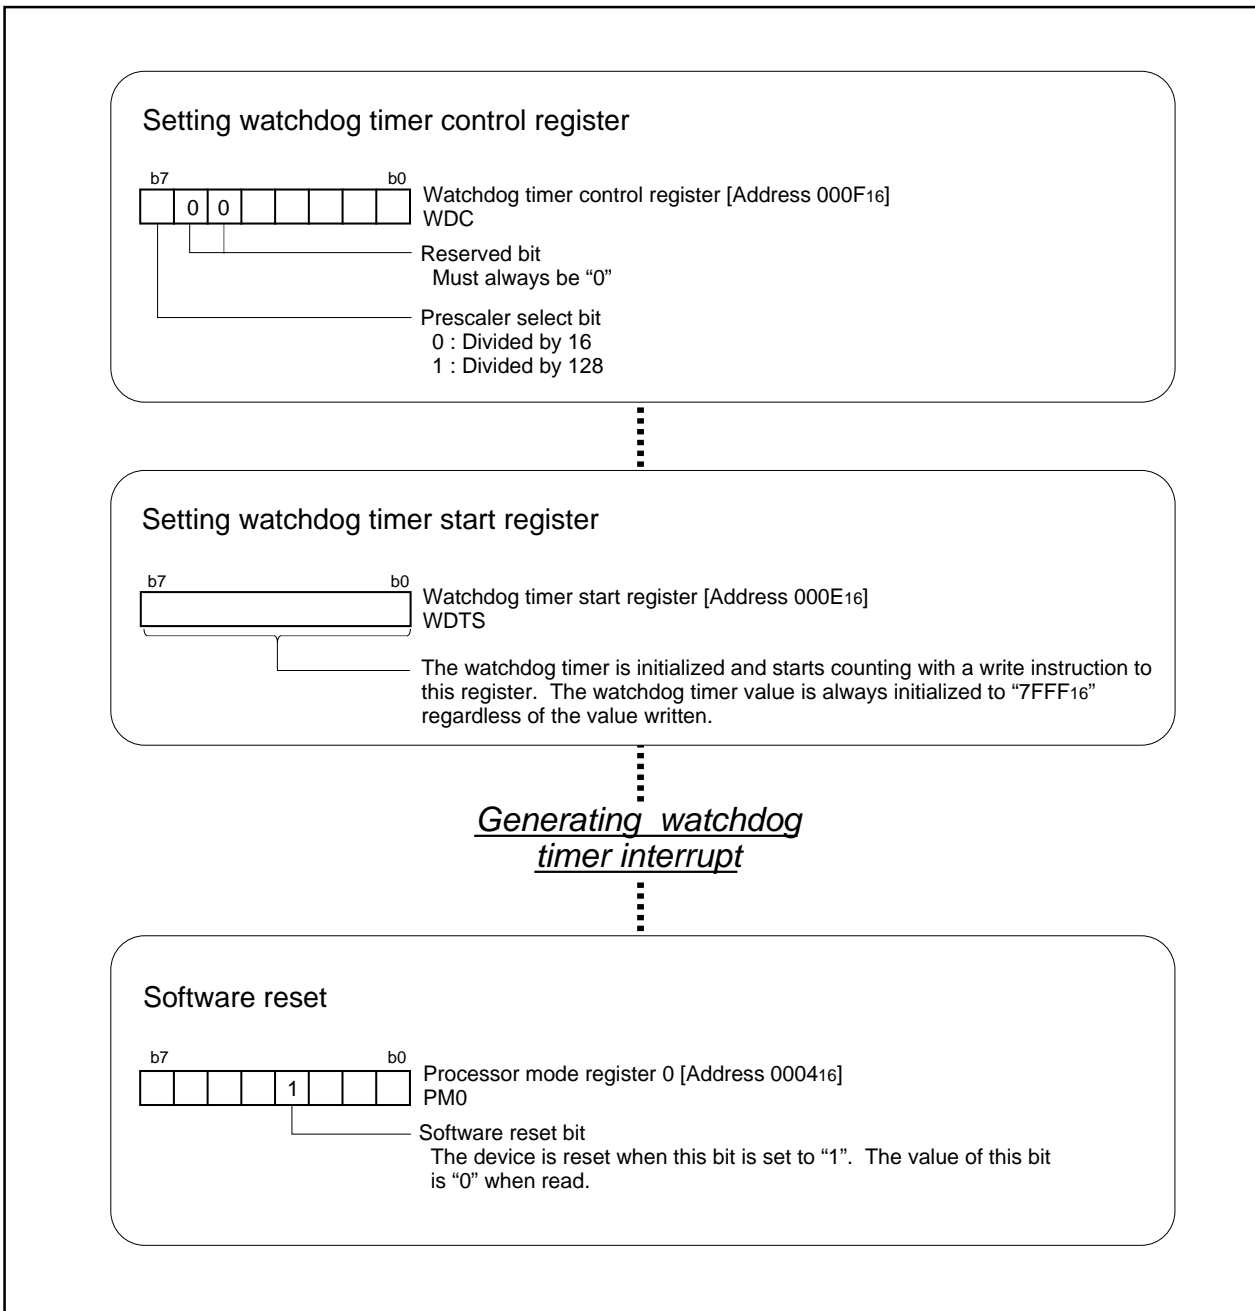 Setting watchdog timer control register
b7 b0
0 0
Watchdog timer control register [Address 000F16]
WDC
Reserved bit
Must always be “0”
Prescaler select bit
0 : Divided by 16
1 : Divided by 128
Setting watchdog timer start register
b7 b0
Watchdog timer start register [Address 000E16]
WDTS
The watchdog timer is initialized and starts counting with a write instruction to
this register. The watchdog timer value is always initialized to “7FFF16”
regardless of the value written.
Generating watchdog
timer interrupt
Software reset
b7 b0
1
Processor mode register 0 [Address 000416]
PM0
Software reset bit
The device is reset when this bit is set to “1”. The value of this bit
is “0” when read.